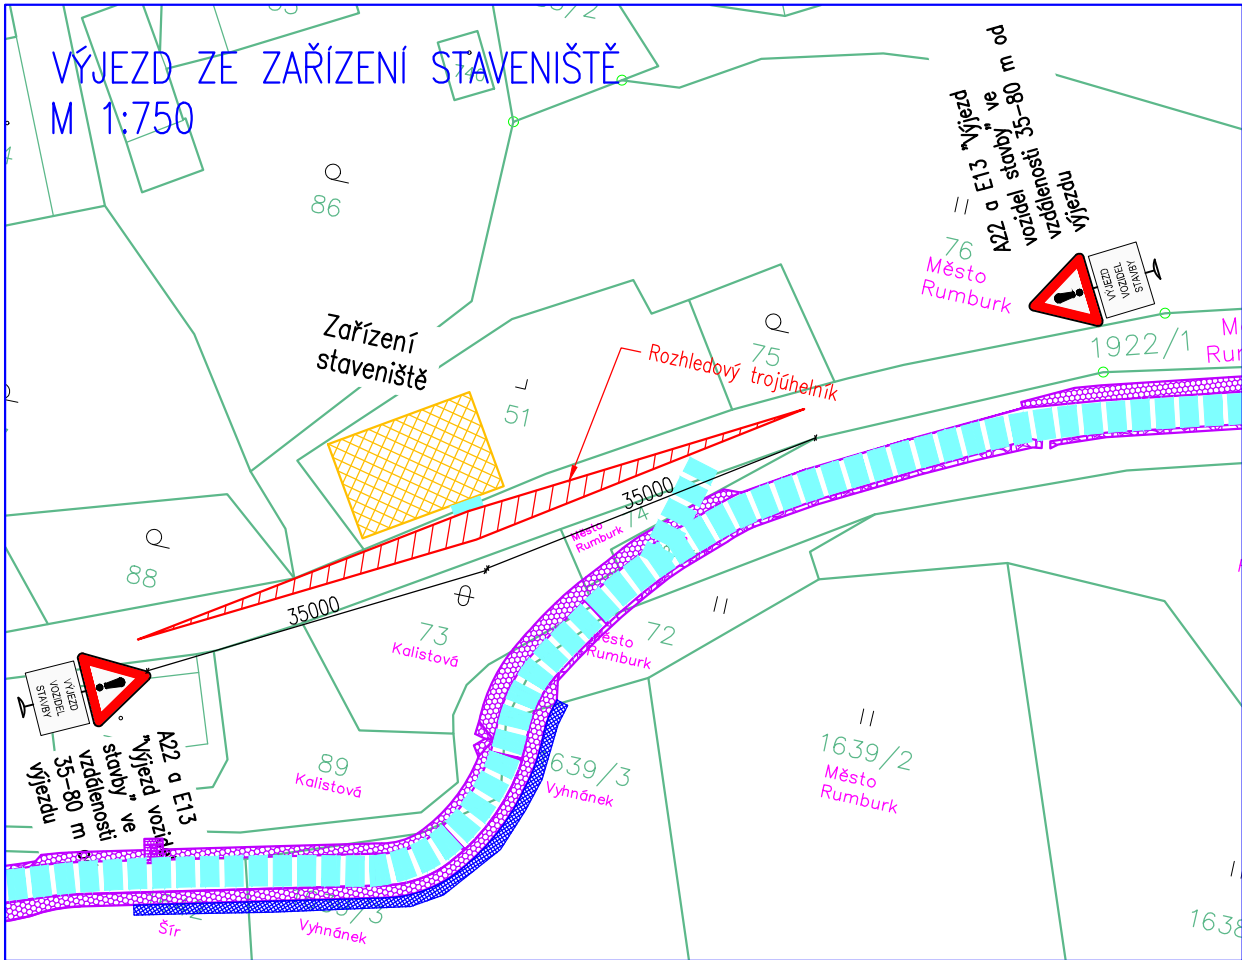 VÝJEZD ZE ZAŘÍZENÍ STAVENIŠTĚ
M 1:750
86
A22 a E13 "Výjezd
vozidel stavby" ve
vzdálenosti 35-80 m od
výjezdu
76
Město
Rumburk
VÝJEZD
VOZIDEL
STAVBY
1922/1
Zařízení
staveniště
Rozhledový trojúhelník
75
51
35000
35000
Město
Rumburk
88
73
Kalistová
72
Rumburk
VÝJEZD
VOZIDEL
STAVBY
A22 a E13
"Výjezd
stavby" ve
vzdálenosti
35-80 m
výjezdu
89
Kalistová
639/3
Vyhnánek
1639/2
Město
Rumburk
Šír
Vyhnánek
1638